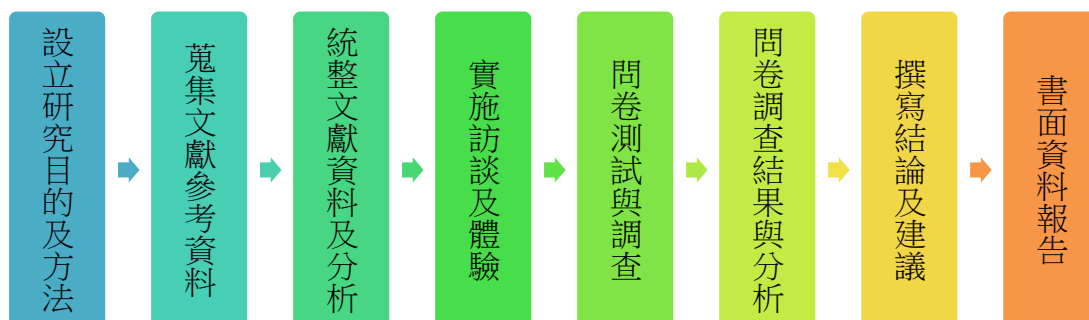 設立研究目的及方法
蒐集文獻參考資料
統整文獻資料及分析
實施訪談及體驗
問卷測試與調查
問卷調查結果與分析
撰寫結論及建議
書面資料報告